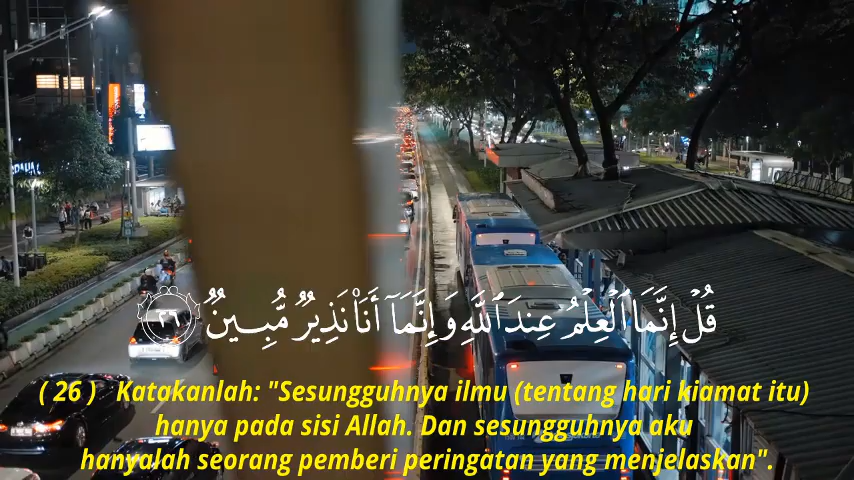 قُلْ إِنَّمَا ٱلْعِلْمُ عِندَ ٱللَّهِ وَإِنَّمَآ أَنَا۠ نَذِيرٌ مُّبِينٌ ٢٦
( 26 ) Katakanlah: "Sesungguhnya ilmu (tentang hari kiamat itu)
hanya pada sisi Allah. Dan sesungguhnya aku
hanyalah seorang pemberi peringatan yang menjelaskan".